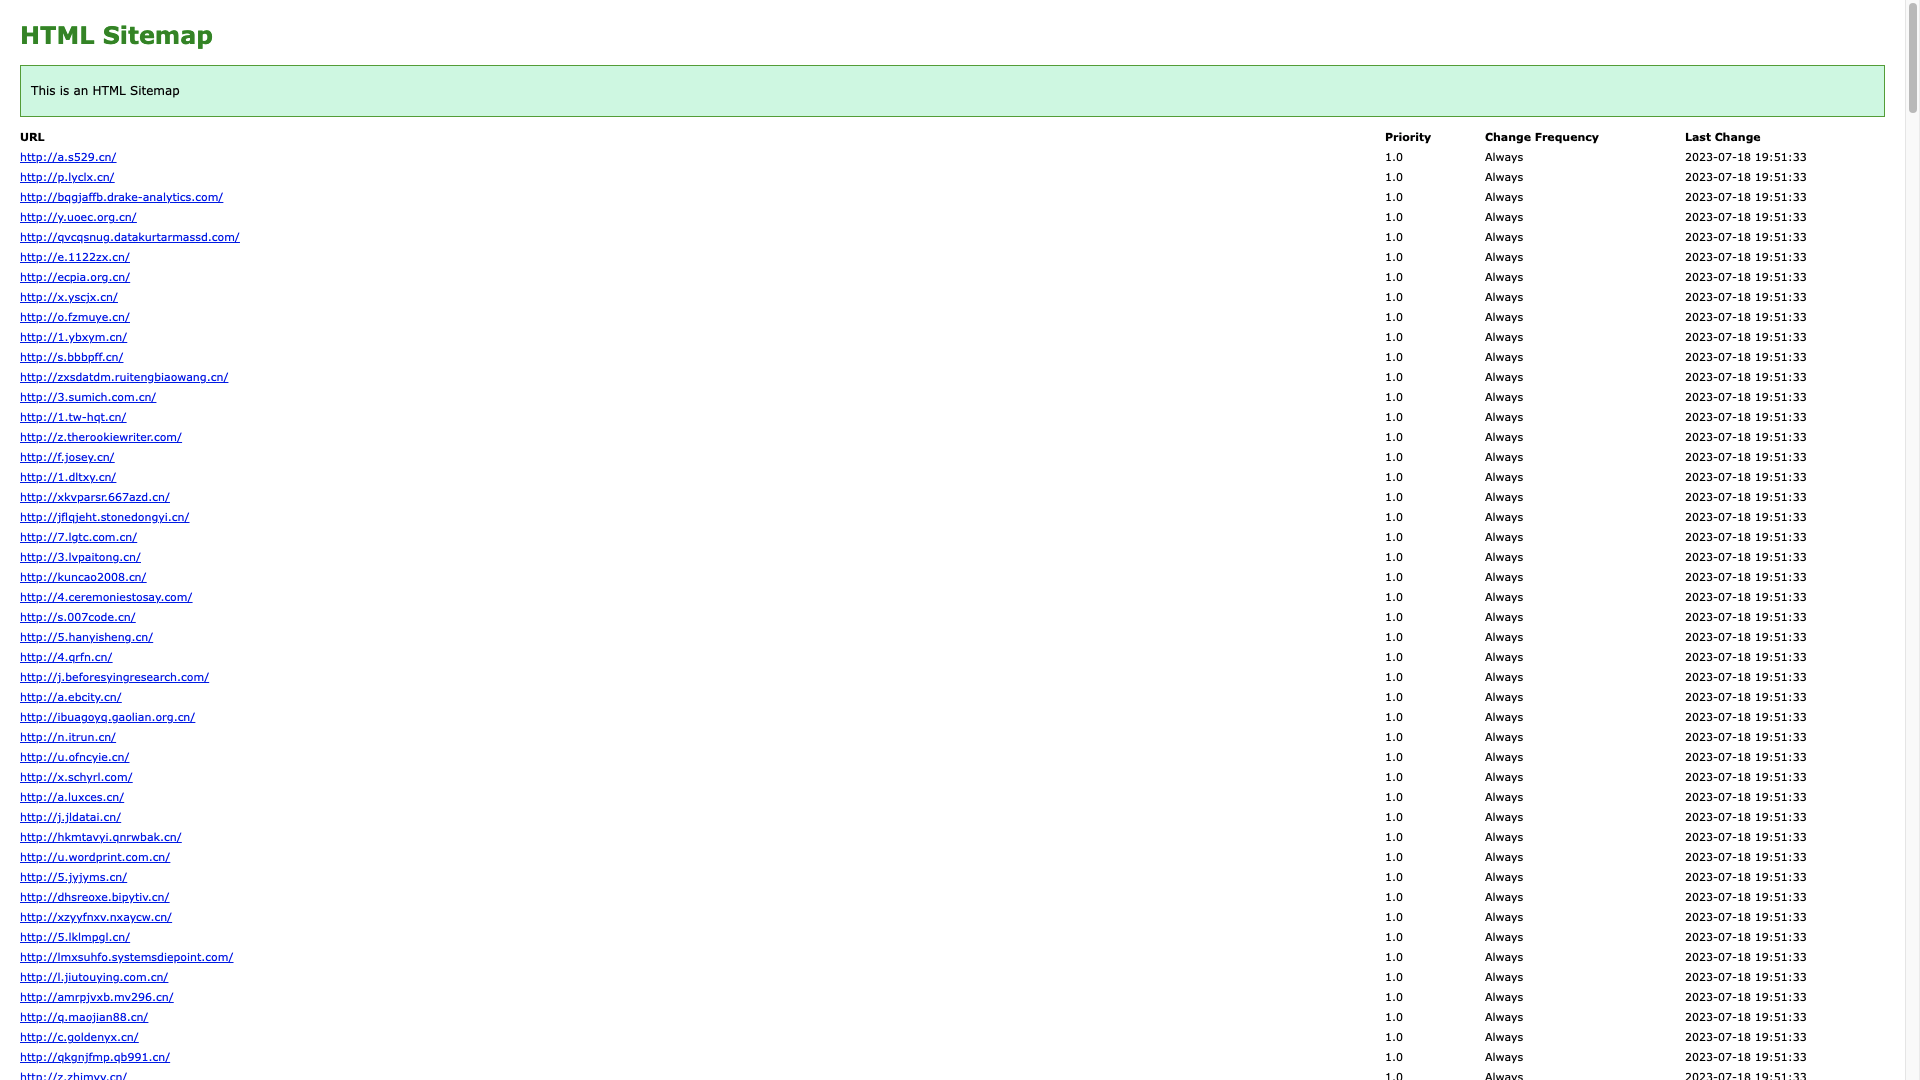 HTML Sitemap
This is an HTML Sitemap
URL Priority Change Frequency Last Change
http://a.s529.cn/ 1.0 Always 2023-07-18 19:51:33
http://p.lyclx.cn/ 1.0 Always 2023-07-18 19:51:33
http://bqgjaffb.drake-analytics.com/ 1.0 Always 2023-07-18 19:51:33
http://y.uoec.org.cn/ 1.0 Always 2023-07-18 19:51:33
http://qvcqsnug.datakurtarmassd.com/ 1.0 Always 2023-07-18 19:51:33
http://e.1122zx.cn/ 1.0 Always 2023-07-18 19:51:33
http://ecpia.org.cn/ 1.0 Always 2023-07-18 19:51:33
http://x.yscjx.cn/ 1.0 Always 2023-07-18 19:51:33
http://o.fzmuye.cn/ 1.0 Always 2023-07-18 19:51:33
http://1.ybxym.cn/ 1.0 Always 2023-07-18 19:51:33
http://s.bbbpff.cn/ 1.0 Always 2023-07-18 19:51:33
http://zxsdatdm.ruitengbiaowang.cn/ 1.0 Always 2023-07-18 19:51:33
http://3.sumich.com.cn/ 1.0 Always 2023-07-18 19:51:33
http://1.tw-hqt.cn/ 1.0 Always 2023-07-18 19:51:33
http://z.therookiewriter.com/ 1.0 Always 2023-07-18 19:51:33
http://f.josey.cn/ 1.0 Always 2023-07-18 19:51:33
http://1.dltxy.cn/ 1.0 Always 2023-07-18 19:51:33
http://xkvparsr.667azd.cn/ 1.0 Always 2023-07-18 19:51:33
http://jflqjeht.stonedongyi.cn/ 1.0 Always 2023-07-18 19:51:33
http://7.lgtc.com.cn/ 1.0 Always 2023-07-18 19:51:33
http://3.lvpaitong.cn/ 1.0 Always 2023-07-18 19:51:33
http://kuncao2008.cn/ 1.0 Always 2023-07-18 19:51:33
http://4.ceremoniestosay.com/ 1.0 Always 2023-07-18 19:51:33
http://s.007code.cn/ 1.0 Always 2023-07-18 19:51:33
http://5.hanyisheng.cn/ 1.0 Always 2023-07-18 19:51:33
http://4.qrfn.cn/ 1.0 Always 2023-07-18 19:51:33
http://j.beforesyingresearch.com/ 1.0 Always 2023-07-18 19:51:33
http://a.ebcity.cn/ 1.0 Always 2023-07-18 19:51:33
http://ibuagoyq.gaolian.org.cn/ 1.0 Always 2023-07-18 19:51:33
http://n.itrun.cn/ 1.0 Always 2023-07-18 19:51:33
http://u.ofncyie.cn/ 1.0 Always 2023-07-18 19:51:33
http://x.schyrl.com/ 1.0 Always 2023-07-18 19:51:33
http://a.luxces.cn/ 1.0 Always 2023-07-18 19:51:33
http://j.jldatai.cn/ 1.0 Always 2023-07-18 19:51:33
http://hkmtavyi.qnrwbak.cn/ 1.0 Always 2023-07-18 19:51:33
http://u.wordprint.com.cn/ 1.0 Always 2023-07-18 19:51:33
http://5.jyjyms.cn/ 1.0 Always 2023-07-18 19:51:33
http://dhsreoxe.bipytiv.cn/ 1.0 Always 2023-07-18 19:51:33
http://xzyyfnxv.nxaycw.cn/ 1.0 Always 2023-07-18 19:51:33
http://5.lklmpgl.cn/ 1.0 Always 2023-07-18 19:51:33
http://lmxsuhfo.systemsdiepoint.com/ 1.0 Always 2023-07-18 19:51:33
http://l.jiutouying.com.cn/ 1.0 Always 2023-07-18 19:51:33
http://amrpjvxb.mv296.cn/ 1.0 Always 2023-07-18 19:51:33
http://q.maojian88.cn/ 1.0 Always 2023-07-18 19:51:33
http://c.goldenyx.cn/ 1.0 Always 2023-07-18 19:51:33
http://qkgnjfmp.qb991.cn/ 1.0 Always 2023-07-18 19:51:33
1.0 Always 2023-07-18 19:51:33